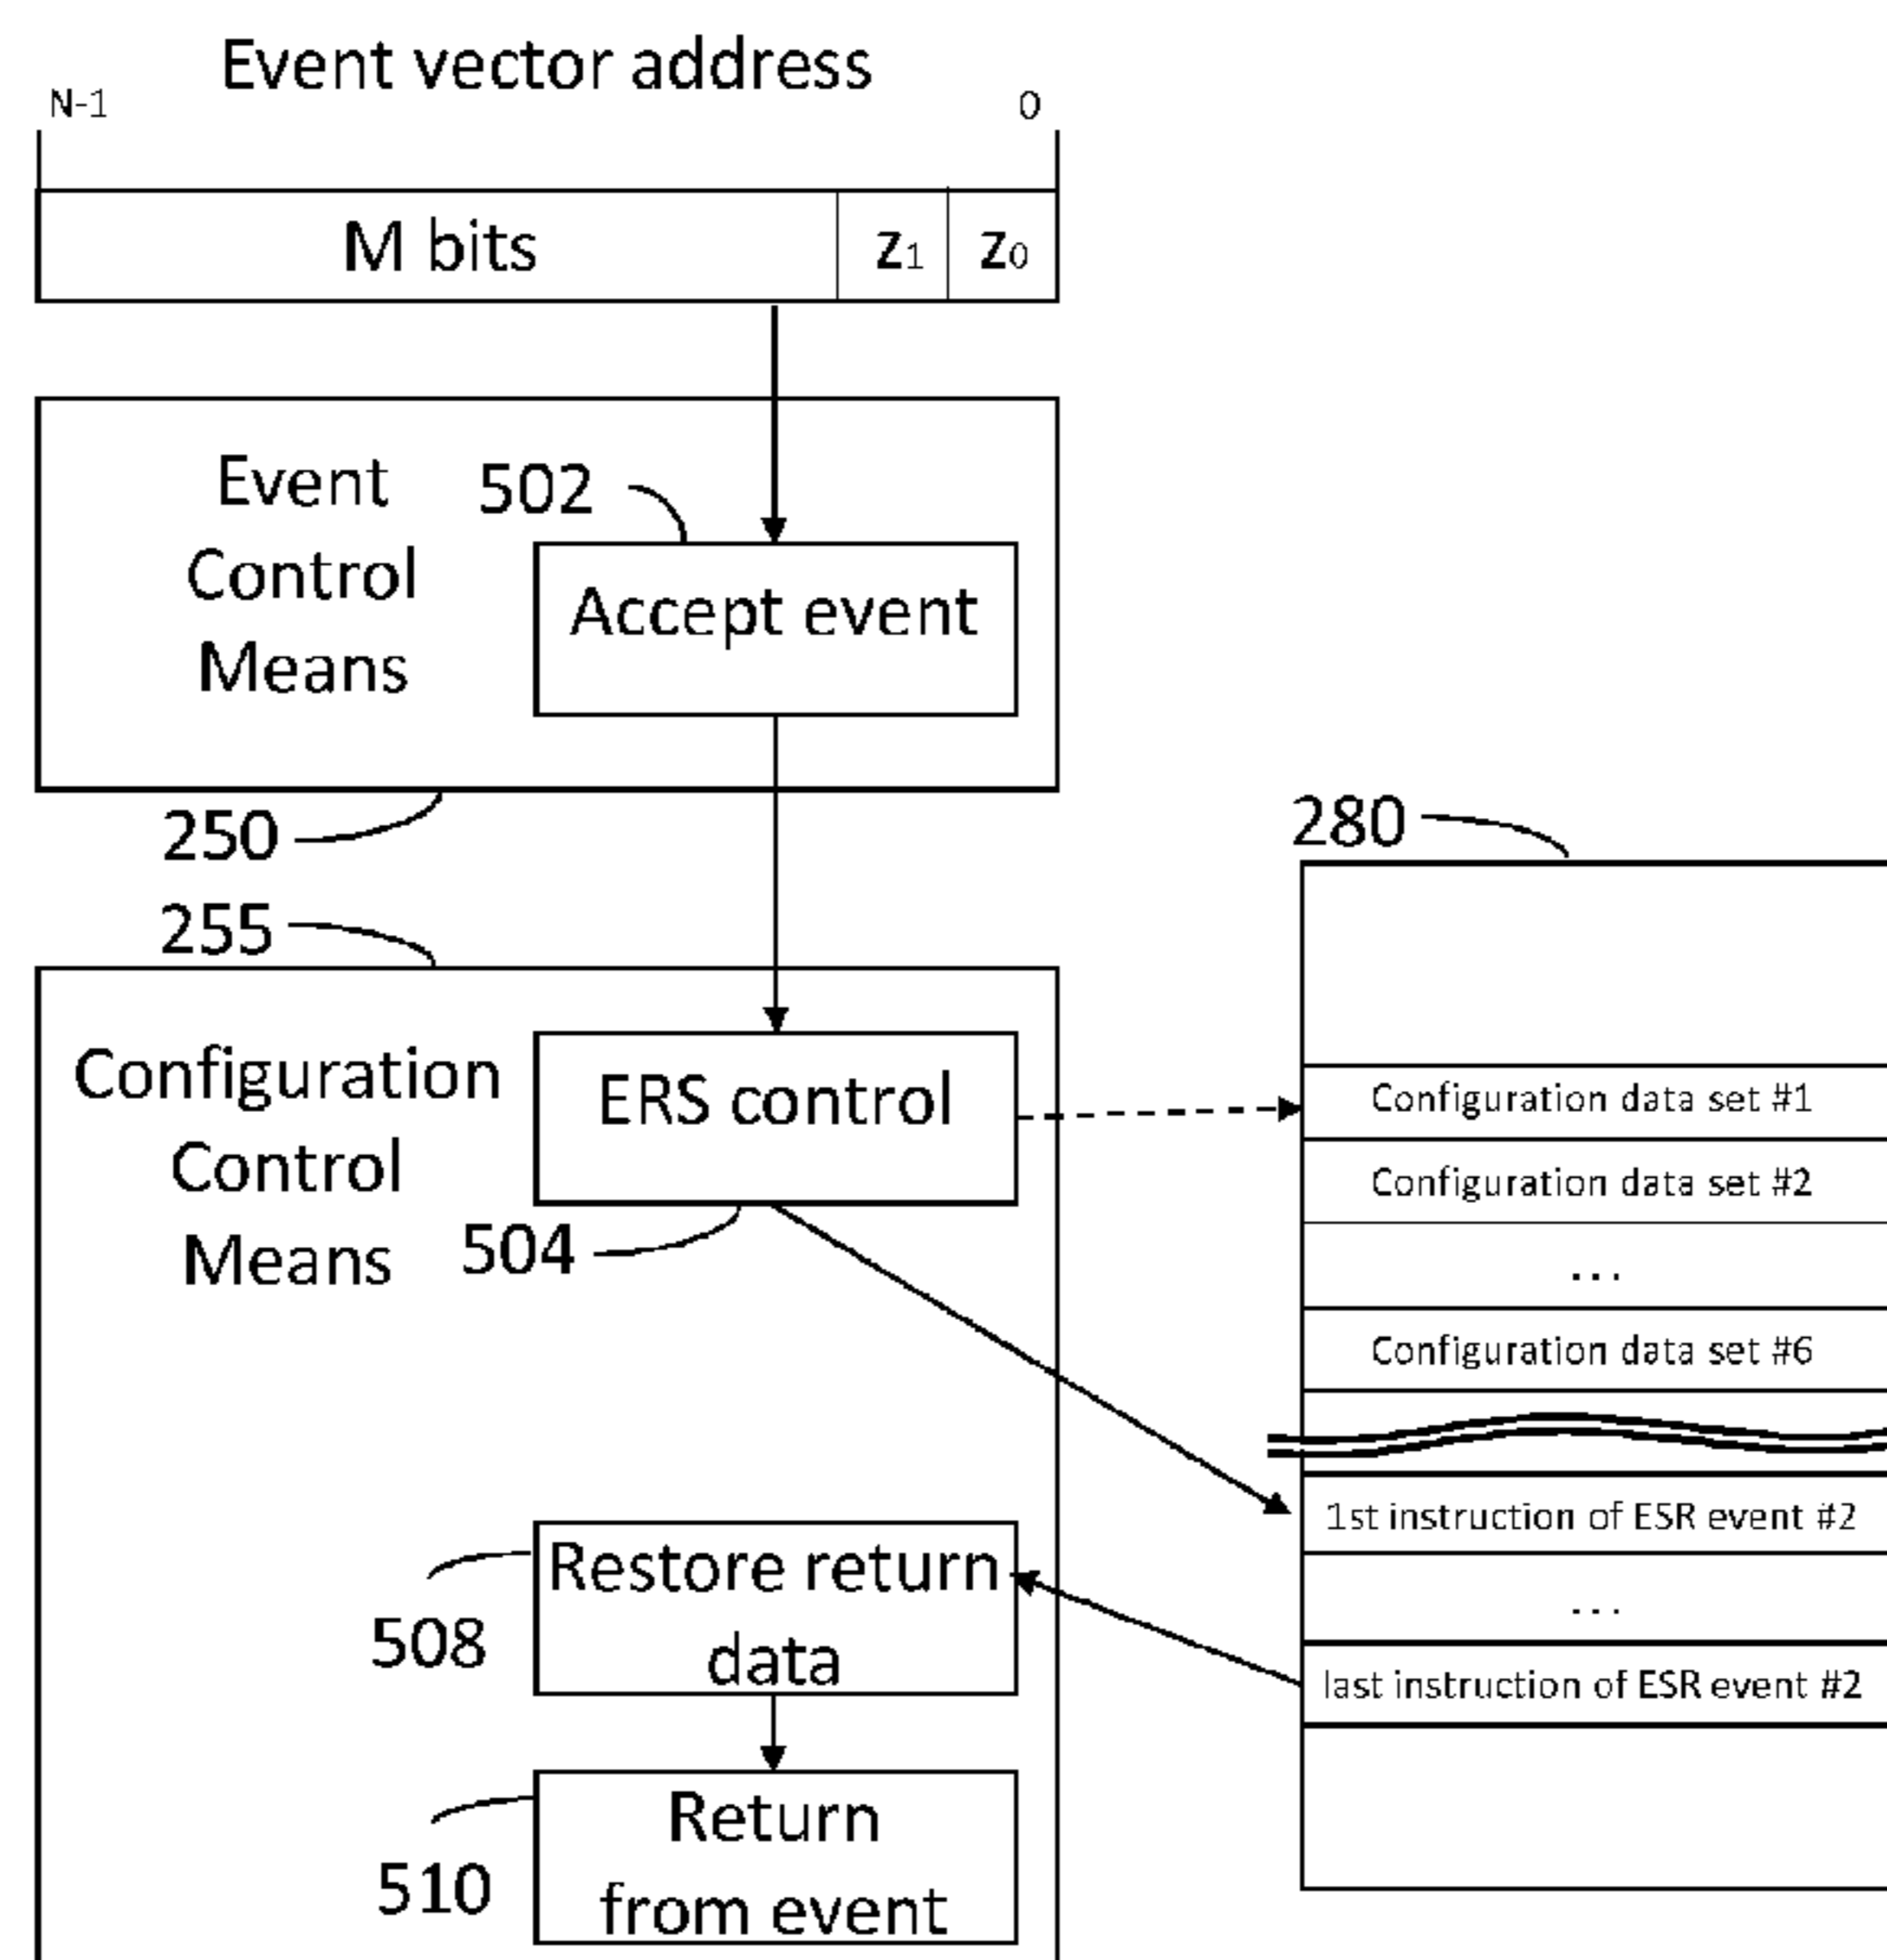 Event vector address
N-1
0
M bits
z1
z0
Event
Control
Means
502
Accept event
250
255
280
Configuration
Control
Means
ERS control
504
Configuration data set #1
Configuration data set #2
...
Configuration data set #6
1st instruction of ESR event #2
...
last instruction of ESR event #2
Restore return
data
508
Return
from event
510